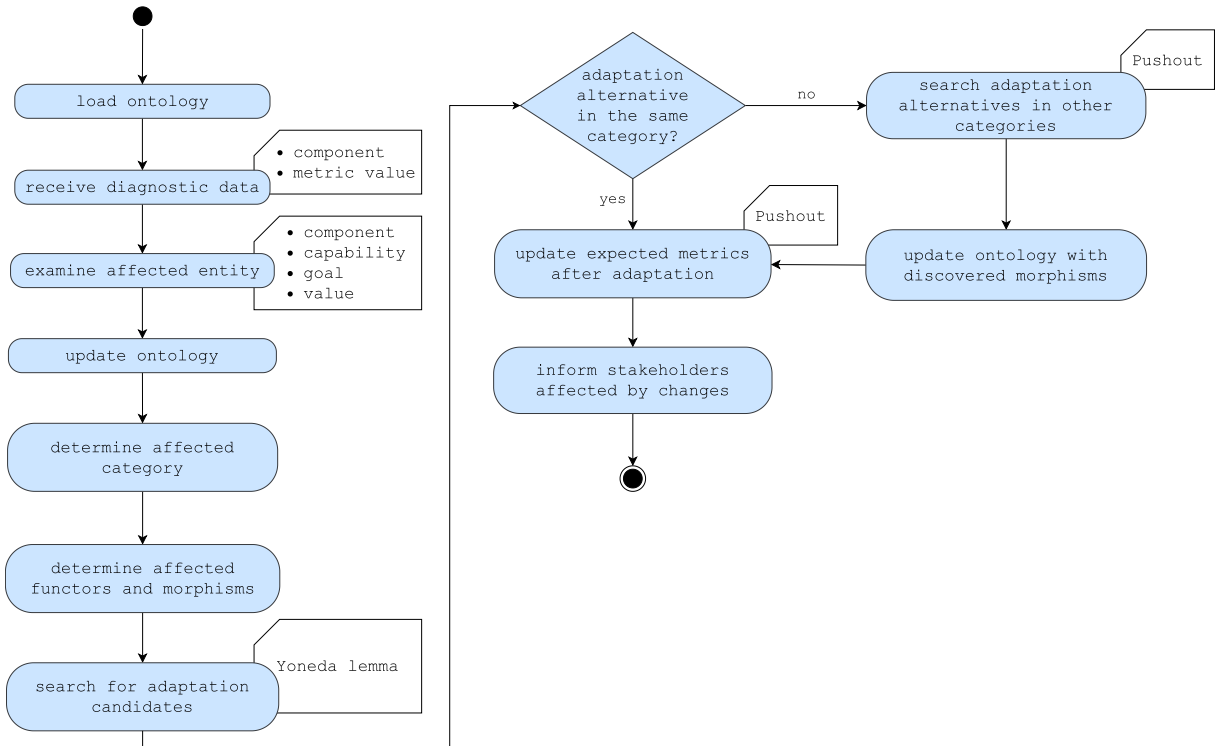 load ontology
• component
• metric value
receive diagnostic data
• component
• capability
• goal
• value
examine affected entity
update ontology
determine affected
category
determine affected
functors and morphisms
Yoneda lemma
search for adaptation
candidates
adaptation
alternative
in the same
category?
no
yes
Pushout
search adaptation
alternatives in other
categories
Pushout
update expected metrics
after adaptation
update ontology with
discovered morphisms
inform stakeholders
affected by changes